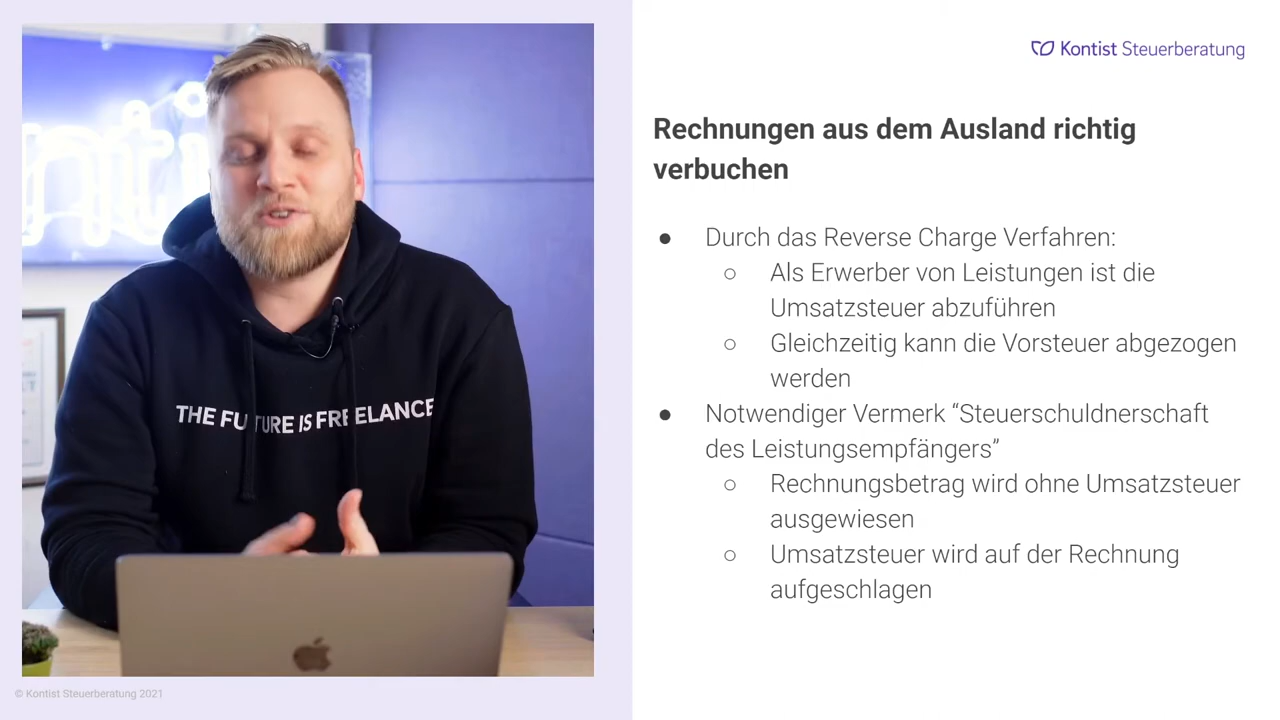 Kontist Steuerberatung
Rechnungen aus dem Ausland richtig
verbuchen
● Durch das Reverse Charge Verfahren:
○ Als Erwerber von Leistungen ist die
Umsatzsteuer abzuführen
○ Gleichzeitig kann die Vorsteuer abgezogen
werden
● Notwendiger Vermerk “Steuerschuldnerschaft
des Leistungsempfängers”
○ Rechnungsbetrag wird ohne Umsatzsteuer
ausgewiesen
○ Umsatzsteuer wird auf der Rechnung
aufgeschlagen
THE FUTURE IS FREELANCE
© Kontist Steuerberatung 2021